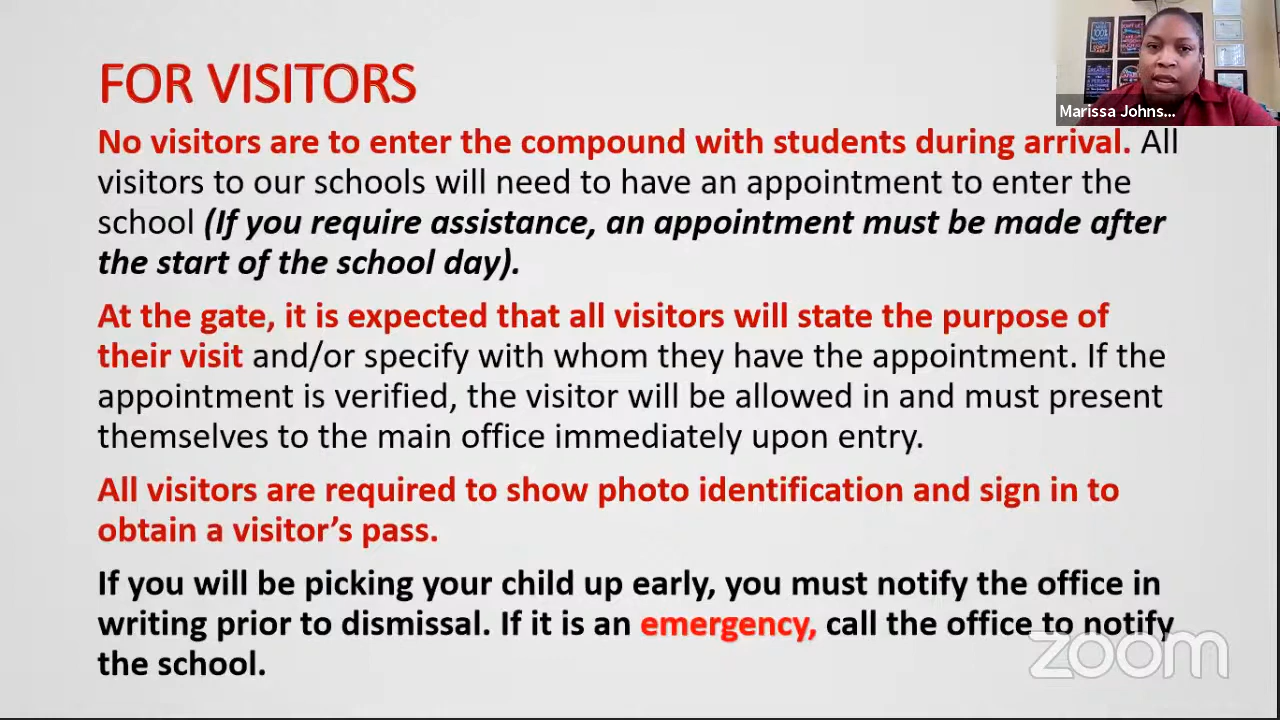 FOR VISITORS
Marissa Johns...
No visitors are to enter the compound with students during arrival. All
visitors to our schools will need to have an appointment to enter the
school (If you require assistance, an appointment must be made after
the start of the school day).
At the gate, it is expected that all visitors will state the purpose of
their visit and/or specify with whom they have the appointment. If the
appointment is verified, the visitor will be allowed in and must present
themselves to the main office immediately upon entry.
All visitors are required to show photo identification and sign in to
obtain a visitor’s pass.
If you will be picking your child up early, you must notify the office in
writing prior to dismissal. If it is an emergency, call the office to notify
the school.
zoom